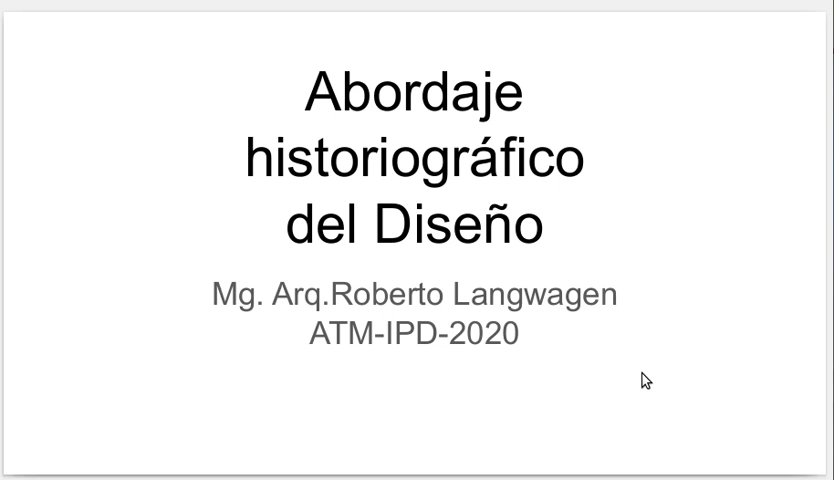 Abordaje
historiográfico
del Diseño
Mg. Arq.Roberto Langwagen
ATM-IPD-2020